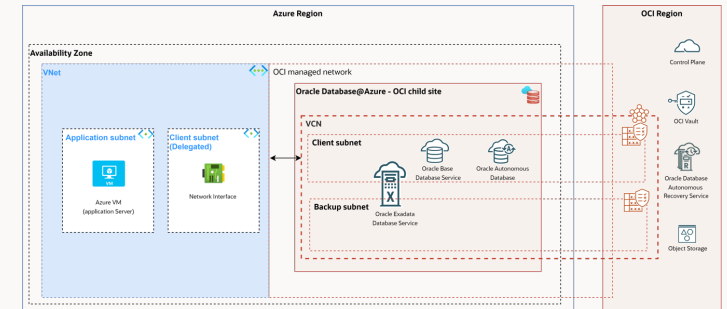 Azure Region
OCI Region
Availability Zone
VNet
OCI managed network
Oracle Database@Azure - OCI child site
VCN
Application subnet
Client subnet
(Delegated)
VM
Azure VM
(application Server)
Network Interface
Client subnet
Oracle Base
Database Service
Oracle Autonomous
Database
Backup subnet
Oracle Exadata
Database Service
Control Plane
OCI Vault
Oracle Database
Autonomous
Recovery Service
Object Storage